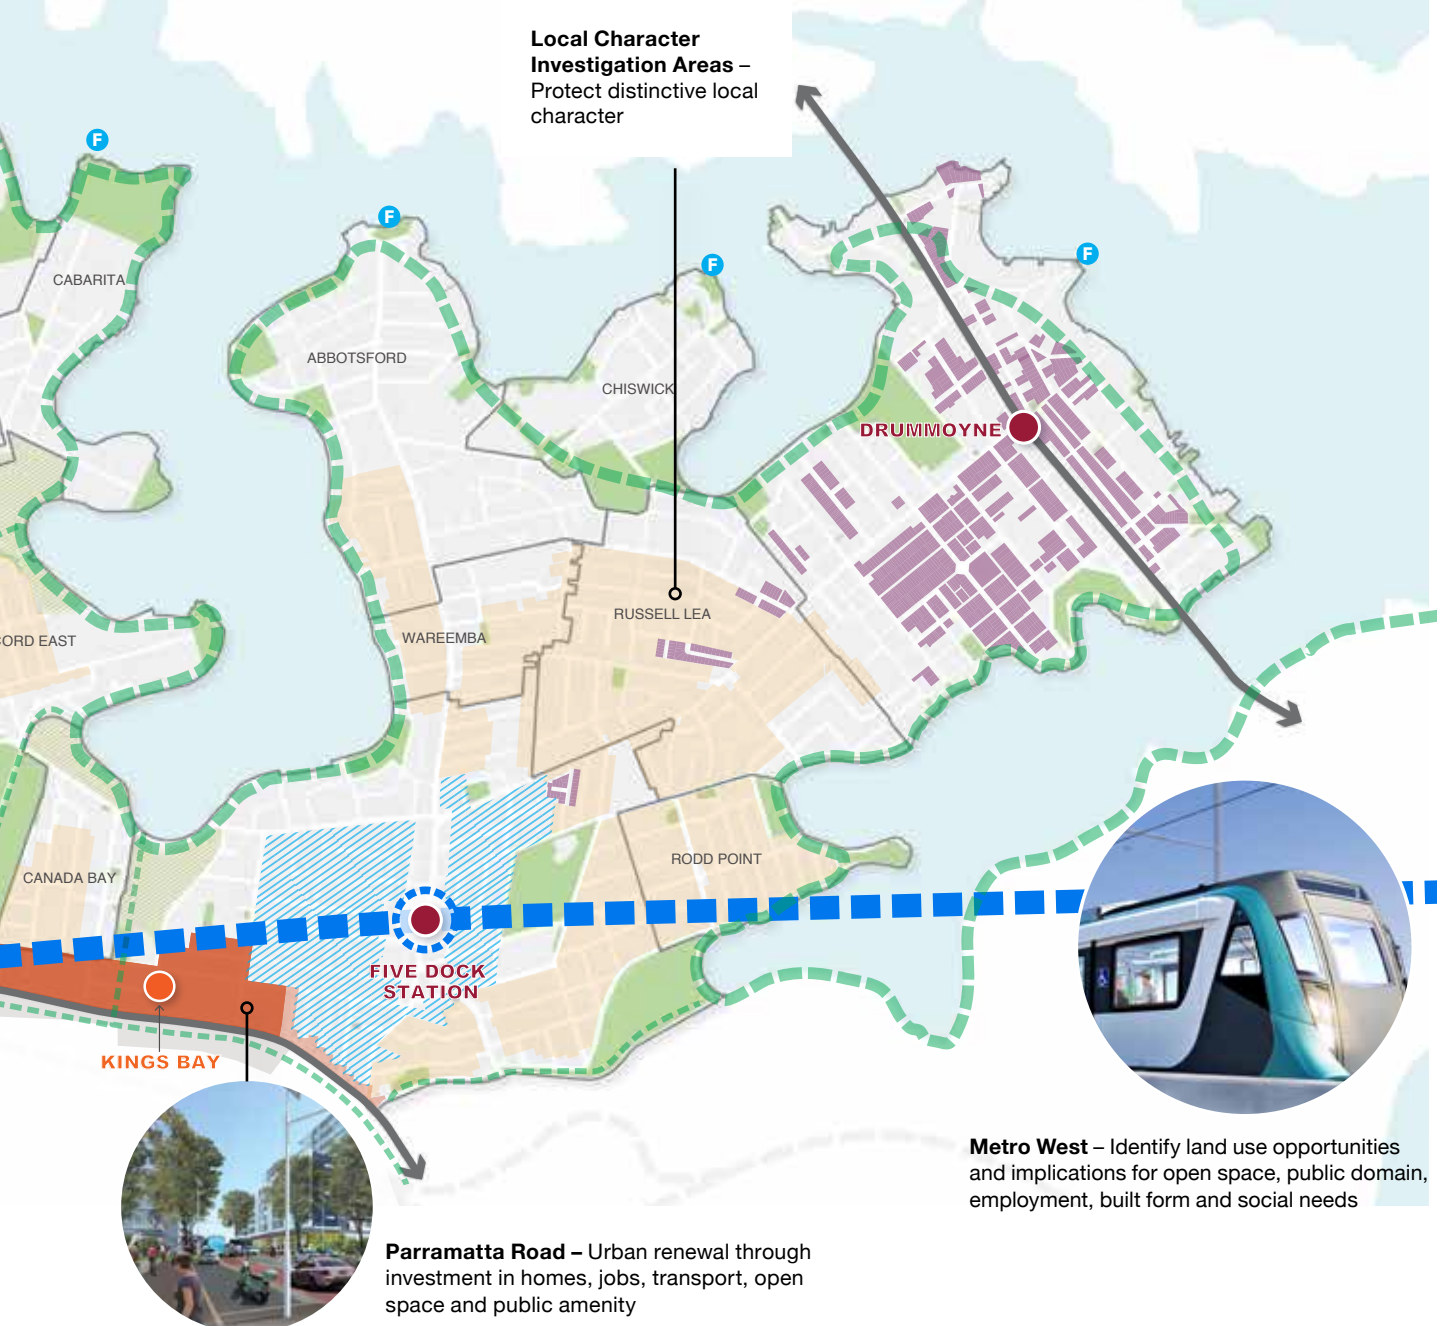 Local Character
Investigation Areas –
Protect distinctive local
character
F
F
F
F
CABARITA
ABBOTSFORD
CHISWICK
DRUMMOYNE
RUSSELL LEA
WAREEMBA
CORD EAST
RODD POINT
CANADA BAY
FIVE DOCK
STATION
KINGS BAY
Metro West – Identify land use opportunities
and implications for open space, public domain,
employment, built form and social needs
Parramatta Road – Urban renewal through
investment in homes, jobs, transport, open
space and public amenity